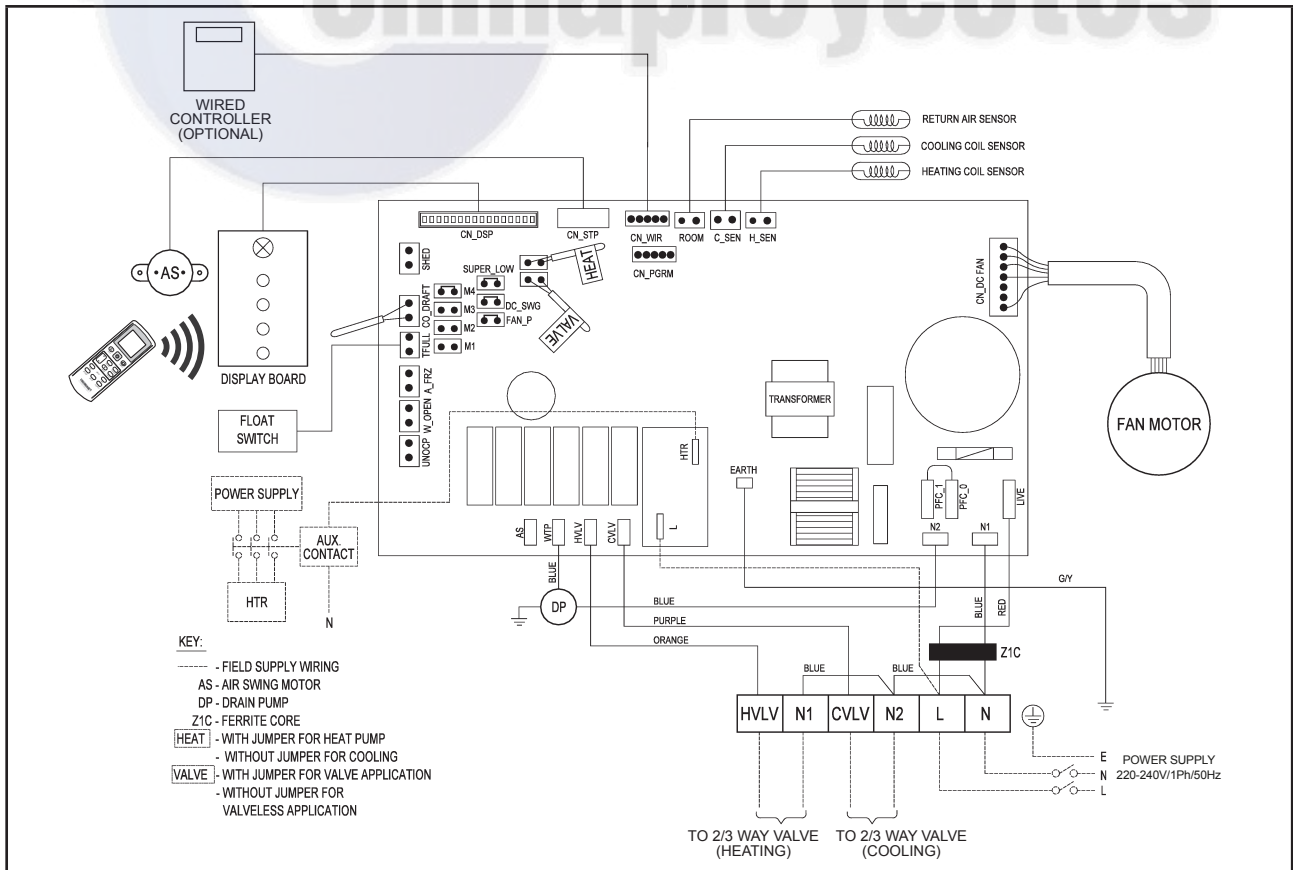 chinaproyectos
WIRED
CONTROLLER
(OPTIONAL)
RETURN AIR SENSOR
COOLING COIL SENSOR
HEATING COIL SENSOR
CN_DSP
CN_STP
CN_WIR
ROOM
C_SEN
H_SEN
CN_PGRM
SHED
SUPER_LOW
HEAT
VALVE
CO_DRAFT
M4
M3
M2
M1
DC_SWG
FAN_P
TFULL
A_FRZ
W_OPEN
UNOCP
CN_DC FAN
AS
DISPLAY BOARD
FLOAT
SWITCH
TRANSFORMER
FAN MOTOR
HTR
EARTH
PFC_1
PFC_0
LIVE
L
N2
N1
AS
WTP
HVLV
CVLV
POWER SUPPLY
AUX.
CONTACT
HTR
N
BLUE
DP
BLUE
PURPLE
ORANGE
G/Y
BLUE
RED
Z1C
BLUE
BLUE
HVLV N1 CVLV N2 L N
E
N
L
POWER SUPPLY
220-240V/1Ph/50Hz
TO 2/3 WAY VALVE
(HEATING)
TO 2/3 WAY VALVE
(COOLING)
KEY:
------ - FIELD SUPPLY WIRING
AS - AIR SWING MOTOR
DP - DRAIN PUMP
Z1C - FERRITE CORE
HEAT - WITH JUMPER FOR HEAT PUMP
- WITHOUT JUMPER FOR COOLING
VALVE - WITH JUMPER FOR VALVE APPLICATION
- WITHOUT JUMPER FOR
VALVELESS APPLICATION